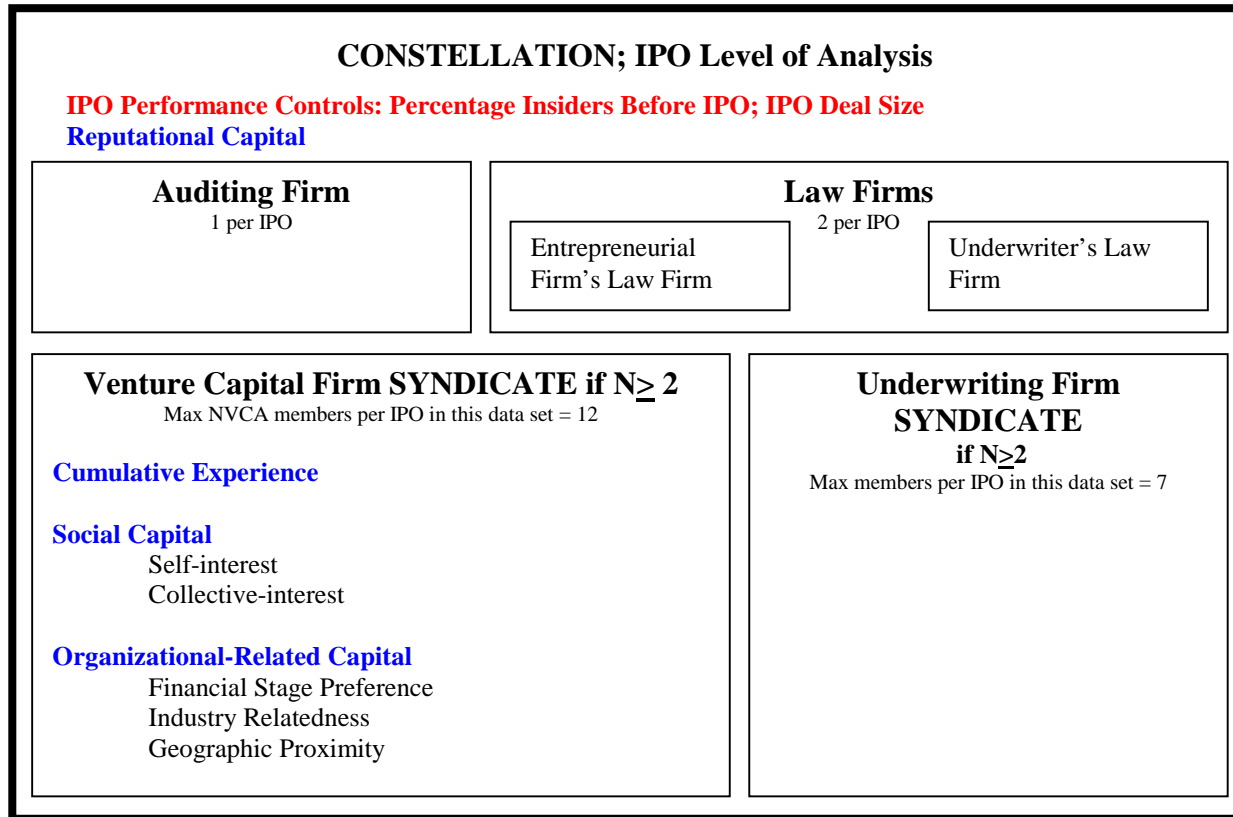 CONSTELLATION; IPO Level of Analysis
IPO Performance Controls: Percentage Insiders Before IPO; IPO Deal Size
Reputational Capital
Auditing Firm
1 per IPO
Law Firms
2 per IPO
Entrepreneurial
Firm’s Law Firm
Underwriter’s Law
Firm
Venture Capital Firm SYNDICATE if N≥ 2
Max NVCA members per IPO in this data set = 12
Cumulative Experience
Social Capital
Self-interest
Collective-interest
Organizational-Related Capital
Financial Stage Preference
Industry Relatedness
Geographic Proximity
Underwriting Firm
SYNDICATE
if N≥2
Max members per IPO in this data set = 7